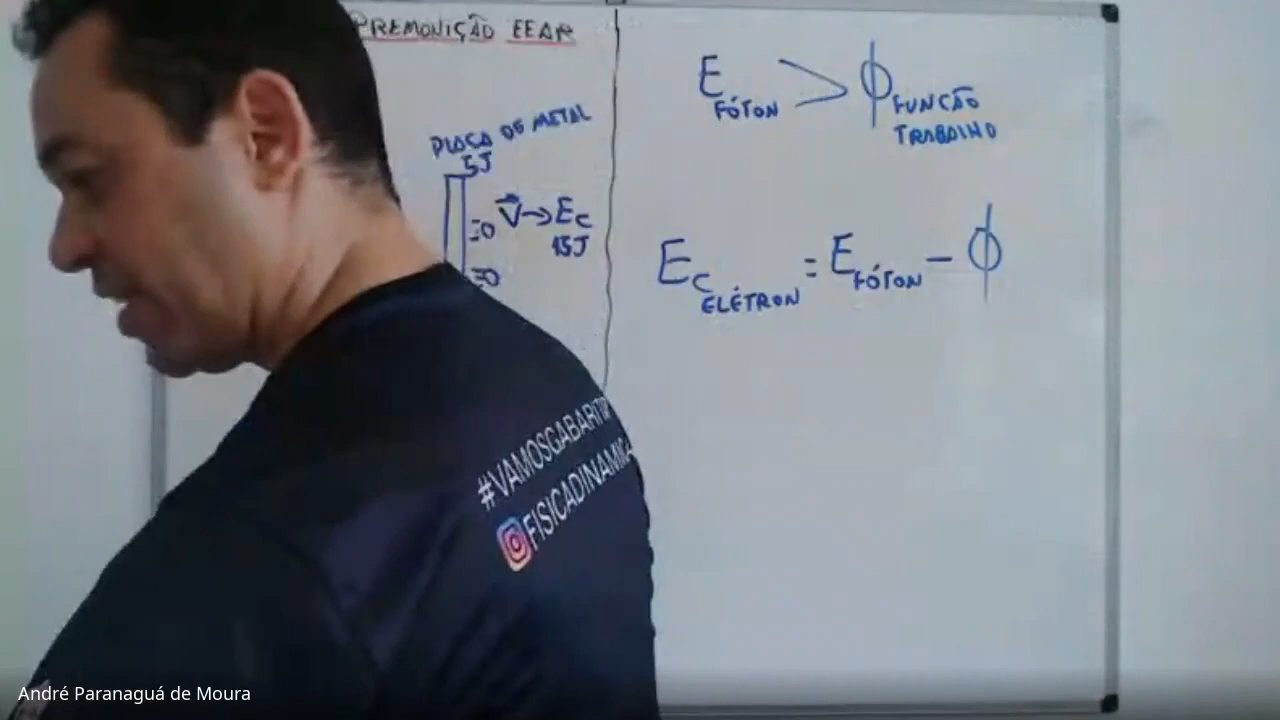 PREMONIÇÃO EEAR
PLACA DE METAL
5J
V→Ec
15J
E FÓTON > ϕ FUNÇÃO
TRABALHO
Ec ELÉTRON = E FÓTON - ϕ
#VAMOSGABARITAR
FISICADINAMICA
André Paranaguá de Moura